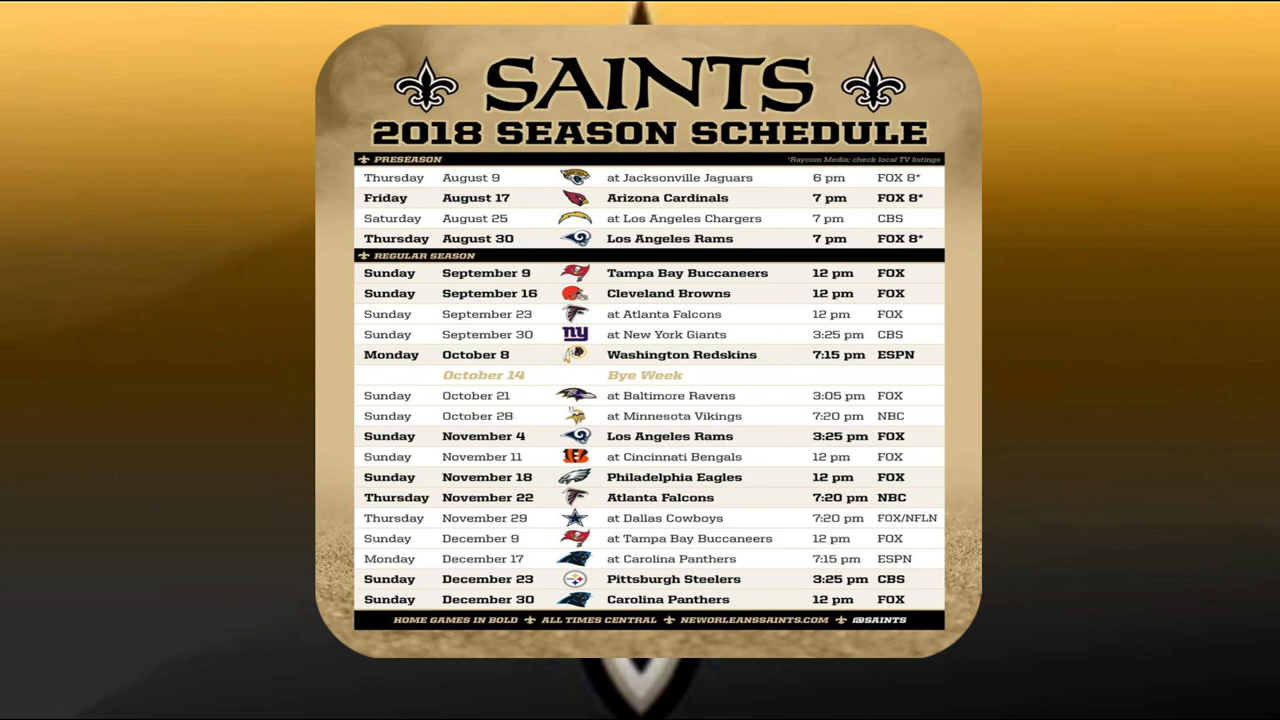 SAINTS
2018 SEASON SCHEDULE
PRESEASON *Raycom Media; check local TV listings
Thursday August 9 at Jacksonville Jaguars 6 pm FOX 8*
Friday August 17 Arizona Cardinals 7 pm FOX 8*
Saturday August 25 at Los Angeles Chargers 7 pm CBS
Thursday August 30 Los Angeles Rams 7 pm FOX 8*
REGULAR SEASON
Sunday September 9 Tampa Bay Buccaneers 12 pm FOX
Sunday September 16 Cleveland Browns 12 pm FOX
Sunday September 23 at Atlanta Falcons 12 pm FOX
Sunday September 30 ny at New York Giants 3:25 pm CBS
Monday October 8 Washington Redskins 7:15 pm ESPN
October 14 Bye Week
Sunday October 21 at Baltimore Ravens 3:05 pm FOX
Sunday October 28 at Minnesota Vikings 7:20 pm NBC
Sunday November 4 Los Angeles Rams 3:25 pm FOX
Sunday November 11 at Cincinnati Bengals 12 pm FOX
Sunday November 18 Philadelphia Eagles 12 pm FOX
Thursday November 22 Atlanta Falcons 7:20 pm NBC
Thursday November 29 at Dallas Cowboys 7:20 pm FOX/NFLN
Sunday December 9 at Tampa Bay Buccaneers 12 pm FOX
Monday December 17 at Carolina Panthers 7:15 pm ESPN
Sunday December 23 Pittsburgh Steelers 3:25 pm CBS
Sunday December 30 Carolina Panthers 12 pm FOX
HOME GAMES IN BOLD ALL TIMES CENTRAL NEWORLEANSSAINTS.COM @SAINTS